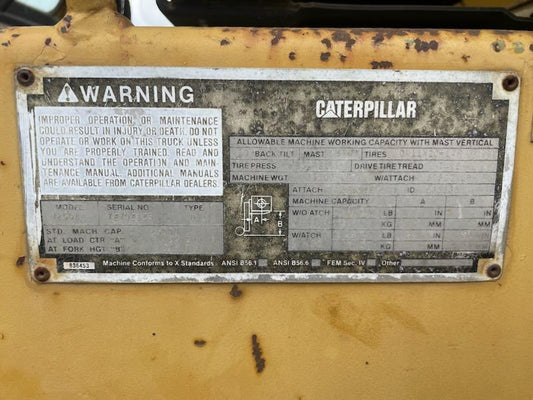 WARNING
IMPROPER OPERATION OR MAINTENANCE
COULD RESULT IN INJURY OR DEATH. DO NOT
OPERATE OR WORK ON THIS TRUCK UNLESS
YOU ARE PROPERLY TRAINED. READ AND
UNDERSTAND THE OPERATION, AND MAIN-
TENANCE MANUAL. ADDITIONAL MANUALS
ARE AVAILABLE FROM CATERPILLAR DEALERS.
CATERPILLAR
ALLOWABLE MACHINE WORKING CAPACITY WITH MAST VERTICAL
BACK TILT MAST TIRES
TIRE PRESS DRIVE TIRE TREAD
MACHINE WGT W/ATTACH
ATTACH ID
MACHINE CAPACITY A B
W/O ATCH LB IN
KG MM
W/ATCH LB IN
KG MM
MODEL SERIAL NO. TYPE
STD. MACH CAP.
AT LOAD CTR "A"
AT FORK HGT "B"
A
B
836453 Machine Conforms to X Standards ANSI B56.1 ANSI B56.6 FEM Sec. IV Other